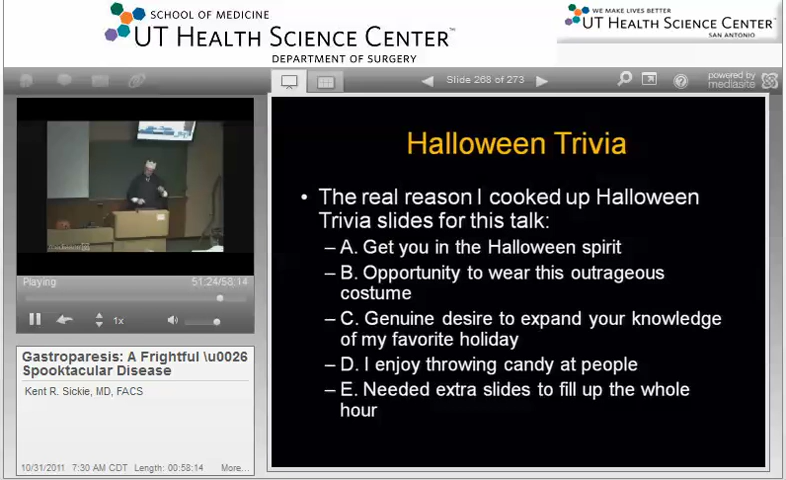 SCHOOL OF MEDICINE
UT HEALTH SCIENCE CENTER™
DEPARTMENT OF SURGERY
WE MAKE LIVES BETTER
UT HEALTH SCIENCE CENTER
SAN ANTONIO
Slide 268 of 273
powered by
mediasite
Halloween Trivia
• The real reason I cooked up Halloween
Trivia slides for this talk:
– A. Get you in the Halloween spirit
– B. Opportunity to wear this outrageous
costume
– C. Genuine desire to expand your knowledge
of my favorite holiday
– D. I enjoy throwing candy at people
– E. Needed extra slides to fill up the whole
hour
Playing
51:24/58:14
1x
Gastroparesis: A Frightful \u0026
Spooktacular Disease
Kent R. Sickie, MD, FACS
10/31/2011 7:30 AM CDT Length: 00:58:14 More...